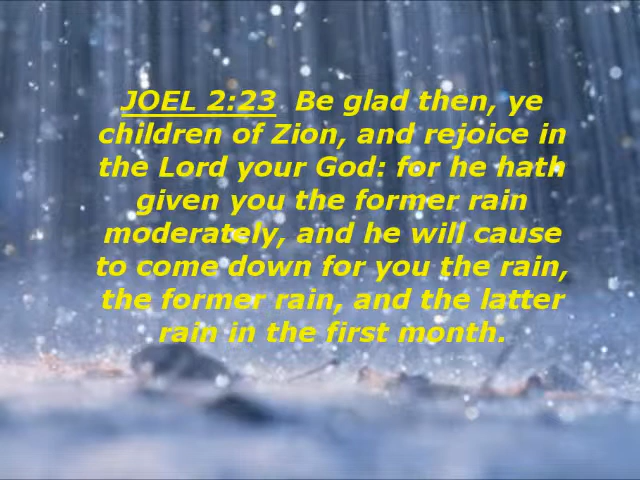 JOEL 2:23 Be glad then, ye
children of Zion, and rejoice in
the Lord your God: for he hath
given you the former rain
moderately, and he will cause
to come down for you the rain,
the former rain, and the latter
rain in the first month.